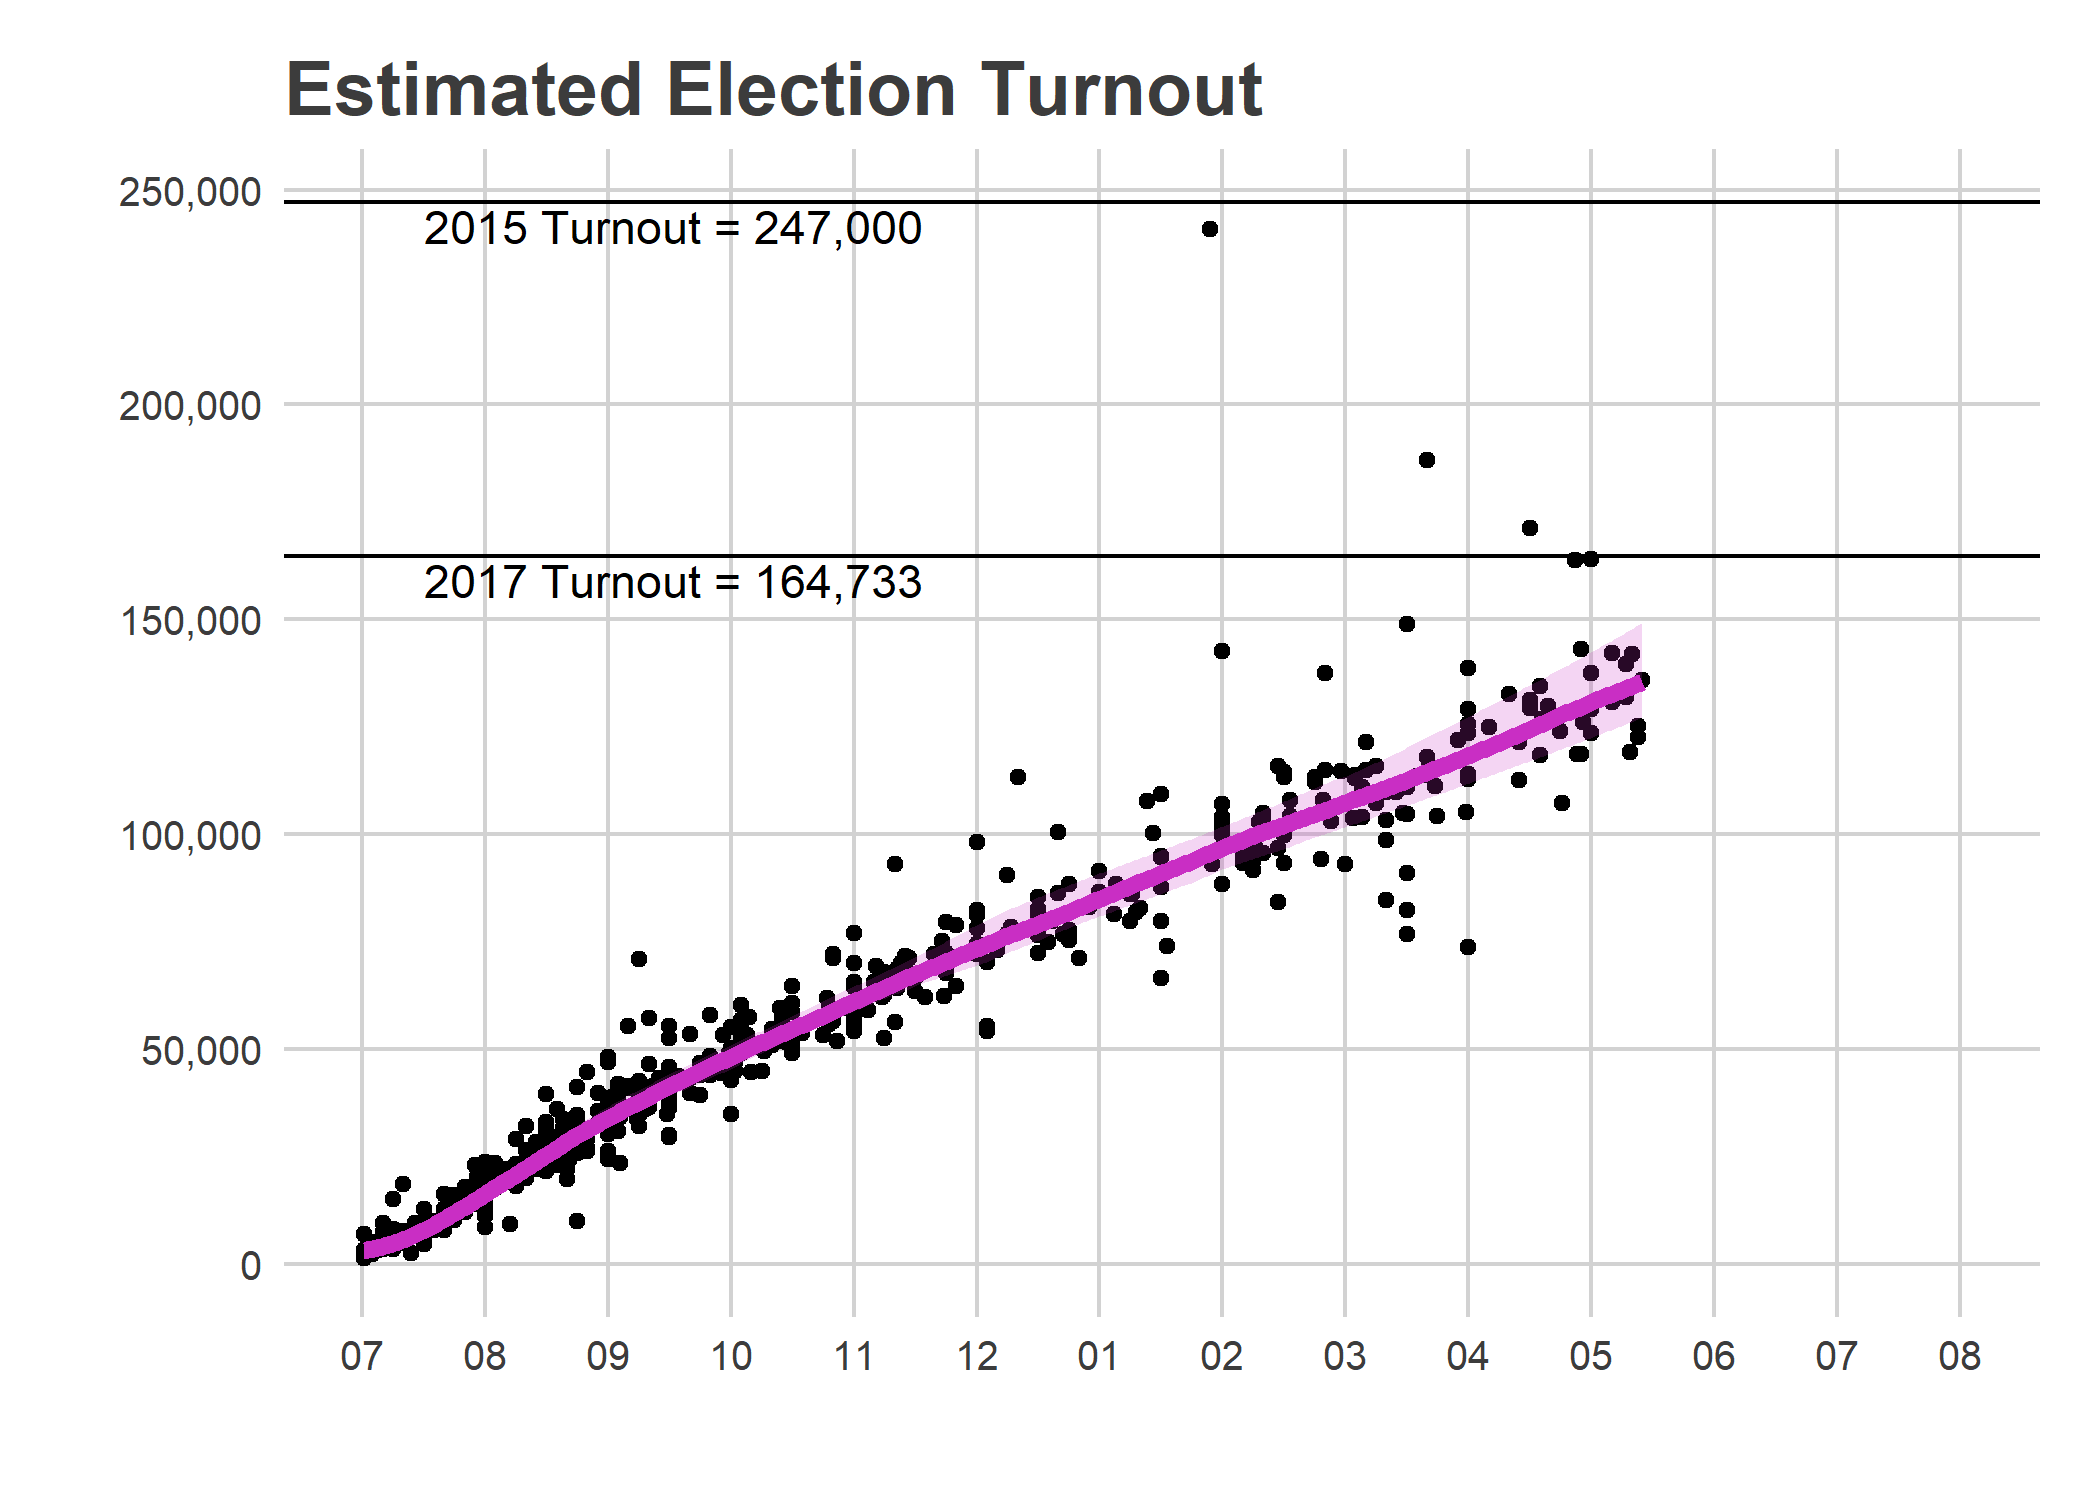 Estimated Election Turnout
250,000
2015 Turnout = 247,000
200,000
2017 Turnout = 164,733
150,000
100,000
50,000
0
07 08 09 10 11 12 01 02 03 04 05 06 07 08